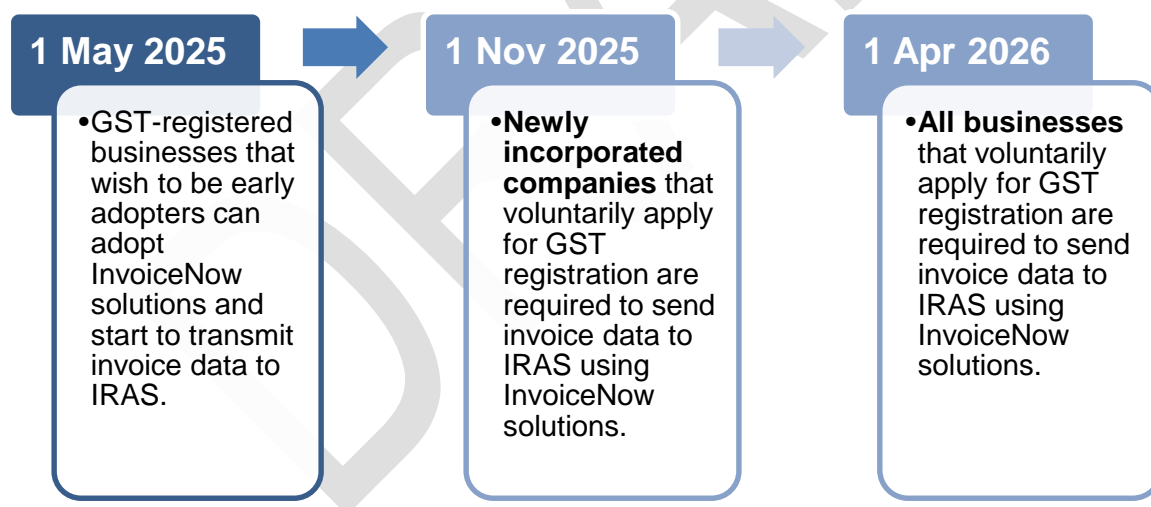 1 May 2025
•GST-registered
businesses that
wish to be early
adopters can
adopt
InvoiceNow
solutions and
start to transmit
invoice data to
IRAS.
1 Nov 2025
•Newly
incorporated
companies that
voluntarily apply
for GST
registration are
required to send
invoice data to
IRAS using
InvoiceNow
solutions.
1 Apr 2026
•All businesses
that voluntarily
apply for GST
registration are
required to send
invoice data to
IRAS using
InvoiceNow
solutions.